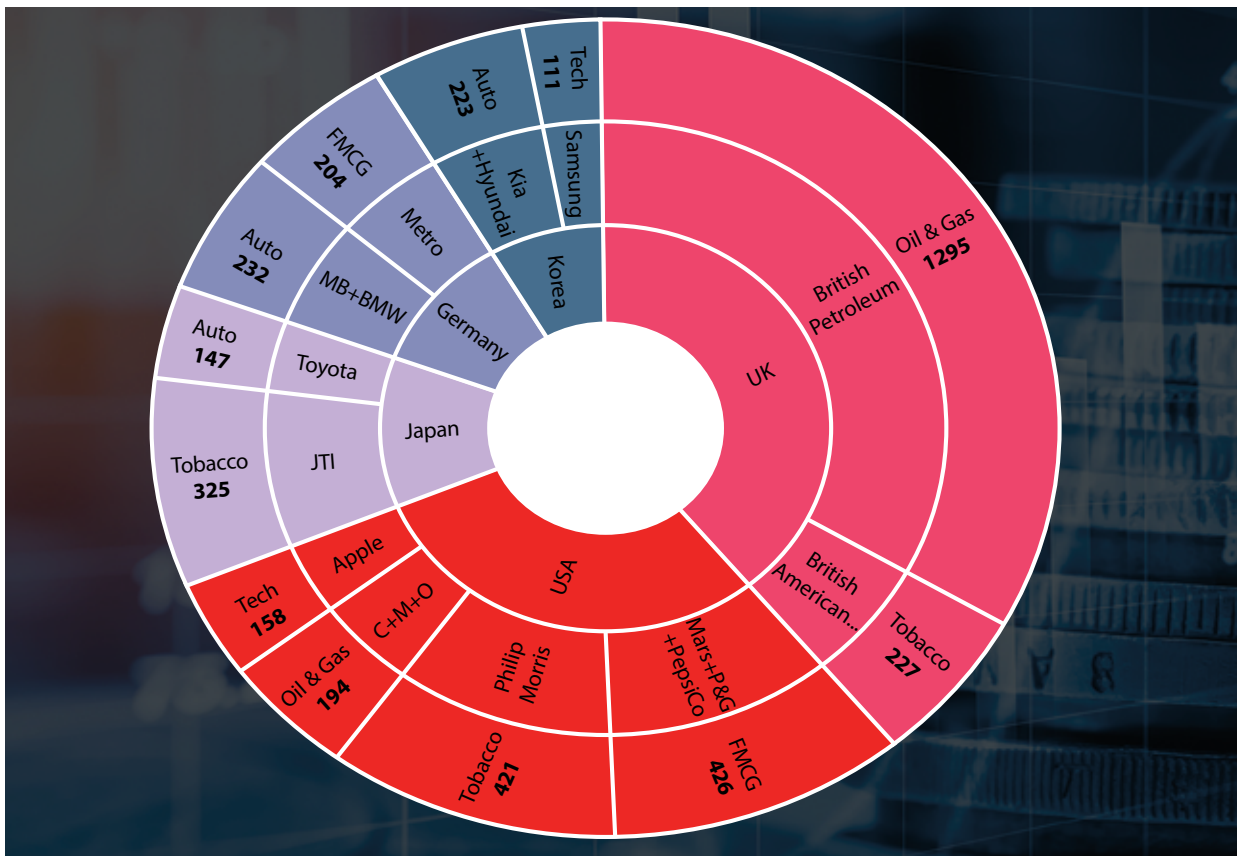 Tech
111
Auto
223
FMCG
204
Auto
232
Auto
147
Tobacco
325
Tech
158
Oil & Gas
194
Tobacco
421
FMCG
426
Tobacco
227
Oil & Gas
1295
Samsung
Kia
+Hyundai
Metro
MB+BMW
Toyota
JTI
Apple
C+M+O
Philip
Morris
Mars+P&G
+PepsiCo
British
American...
British
Petroleum
Korea
Germany
Japan
USA
UK